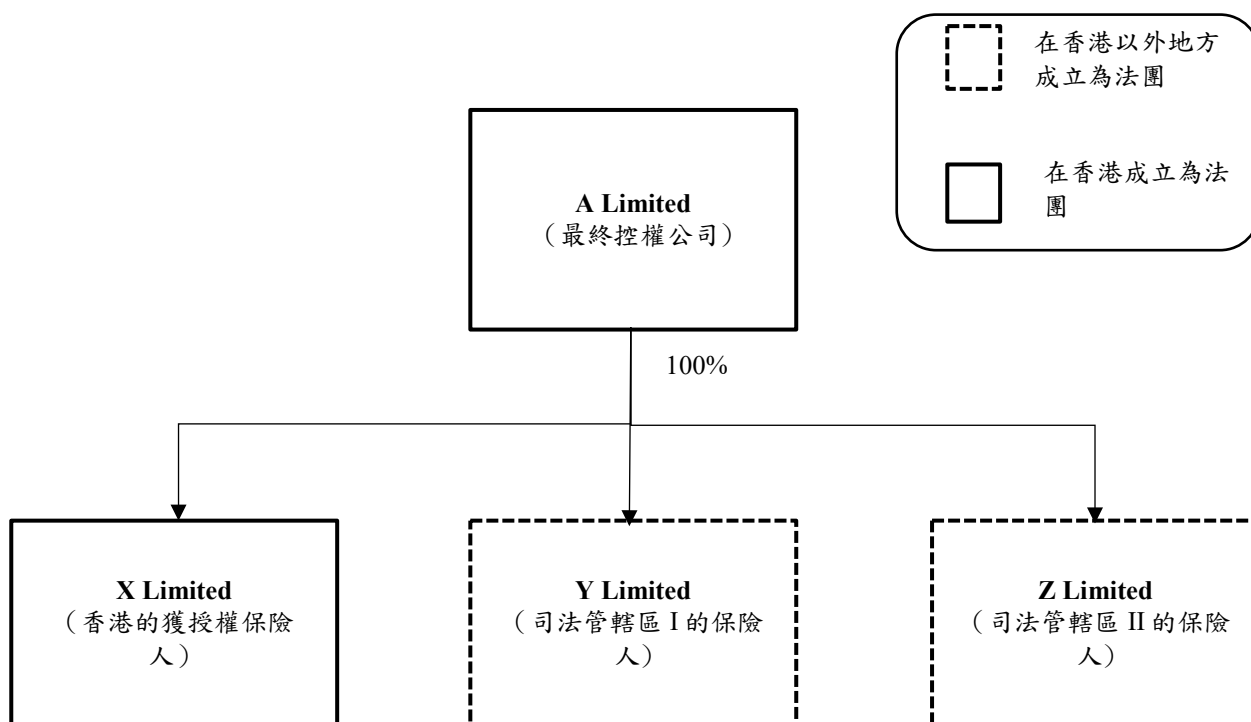 在香港以外地方
成立為法團
在香港成立為法
團
A Limited
（最終控權公司）
100%
X Limited
（香港的獲授權保險
人）
Y Limited
（司法管轄區 I 的保險
人）
Z Limited
（司法管轄區 II 的保險
人）